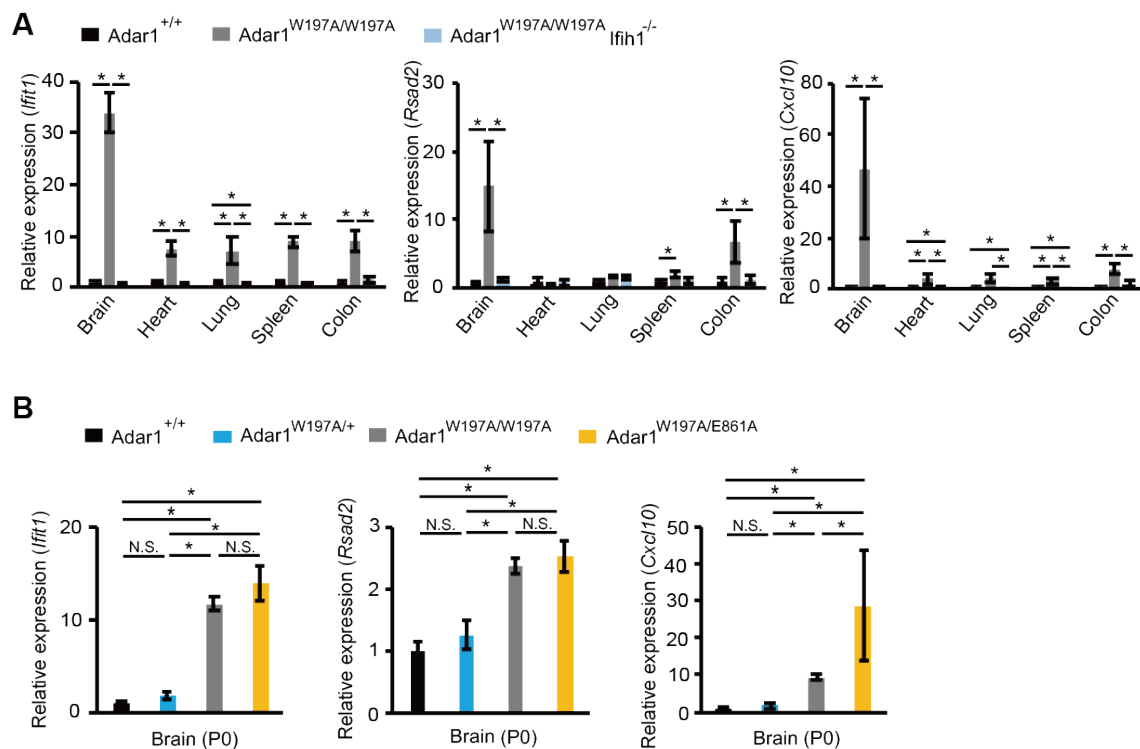 A
Adar1+/+ Adar1W197A/W197A Adar1W197A/W197A Ifih1-/-
Relative expression (Ifit1)
40
30
20
10
0
* *
* *
*
* *
* *
* *
Brain Heart Lung Spleen Colon
Relative expression (Rsad2)
30
20
10
0
* *
*
* *
Brain Heart Lung Spleen Colon
Relative expression (Cxcl10)
80
60
40
20
0
* *
*
* *
*
*
*
* *
* *
Brain Heart Lung Spleen Colon
B
Adar1+/+ Adar1W197A/+ Adar1W197A/W197A Adar1W197A/E861A
Relative expression (Ifit1)
20
10
0
*
*
*
N.S. * N.S.
Brain (P0)
Relative expression (Rsad2)
3
2
1
0
*
*
*
N.S. * N.S.
Brain (P0)
Relative expression (Cxcl10)
50
40
30
20
10
0
*
*
*
N.S. * *
Brain (P0)